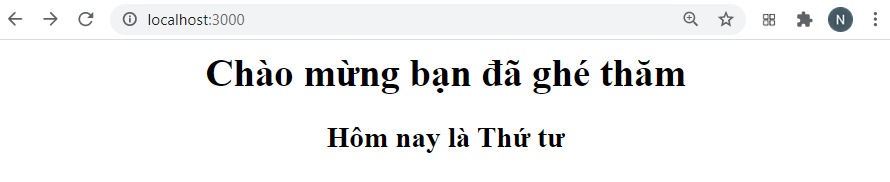 localhost:3000
N
Chào mừng bạn đã ghé thăm
Hôm nay là Thứ tư